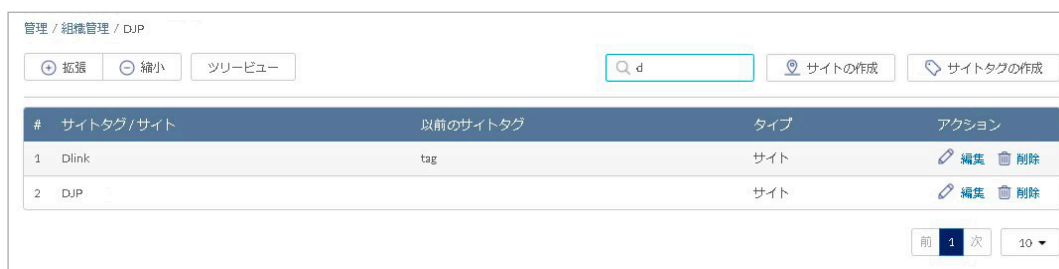 管理 / 組織管理 / DJP
拡張 縮小 ツリービュー d サイトの作成 サイトタグの作成
# サイトタグ/サイト 以前のサイトタグ タイプ アクション
1 Dlink tag サイト 編集 削除
2 DJP サイト 編集 削除
前 1 次 10